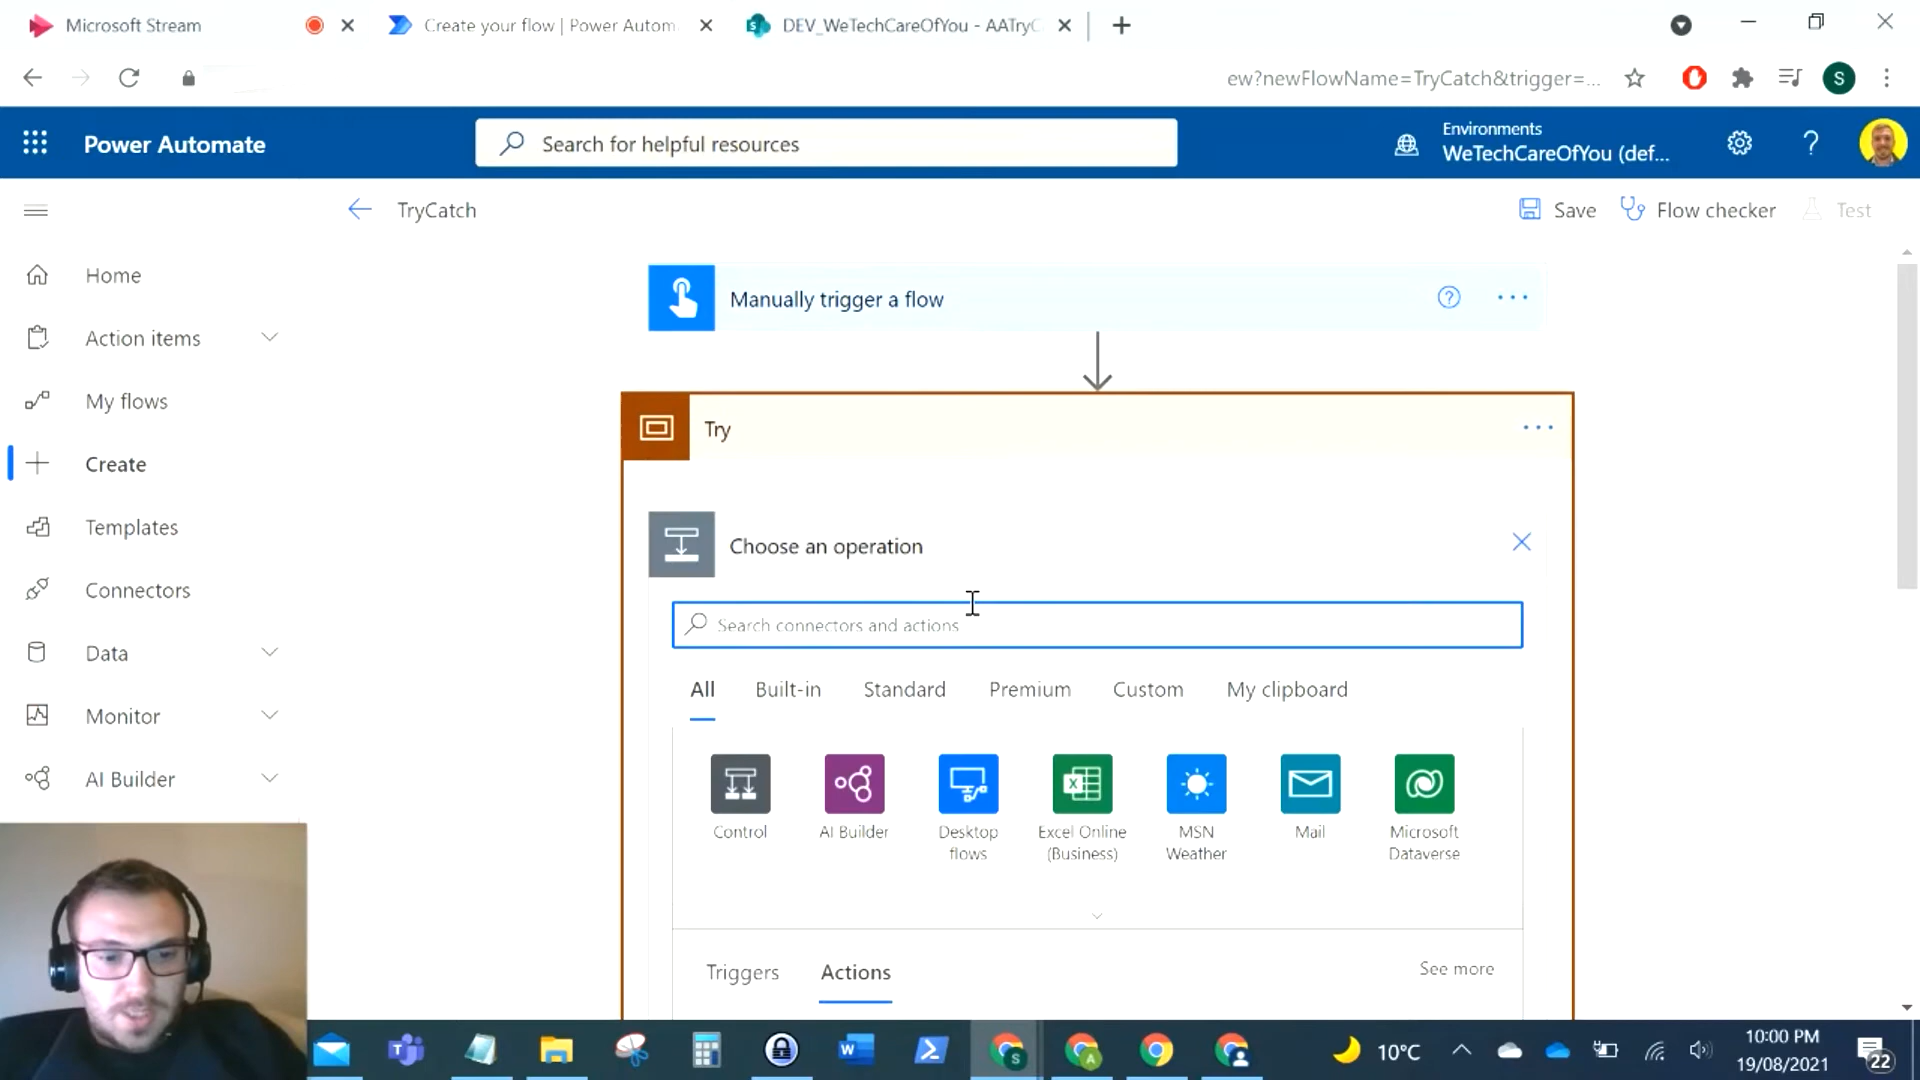 Microsoft Stream
Create your flow | Power Autom
DEV_WeTechCareOfYou - AATryC
ew?newFlowName=TryCatch&trigger=...
S
Power Automate
Search for helpful resources
Environments
WeTechCareOfYou (def...
TryCatch
Save
Flow checker
Test
Home
Action items
My flows
Create
Templates
Connectors
Data
Monitor
AI Builder
Manually trigger a flow
Try
Choose an operation
Search connectors and actions
All
Built-in
Standard
Premium
Custom
My clipboard
Control
AI Builder
Desktop
flows
Excel Online
(Business)
MSN
Weather
Mail
Microsoft
Dataverse
Triggers
Actions
See more
10°C
10:00 PM
19/08/2021
22